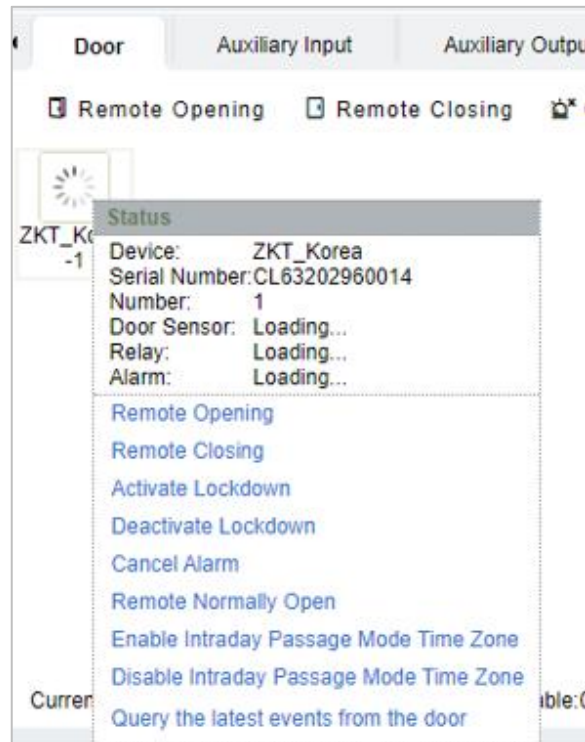 Door Auxiliary Input Auxiliary Outpu
Remote Opening Remote Closing
ZKT_Ko
-1
Status
Device: ZKT_Korea
Serial Number:CL63202960014
Number: 1
Door Sensor: Loading...
Relay: Loading...
Alarm: Loading...
Remote Opening
Remote Closing
Activate Lockdown
Deactivate Lockdown
Cancel Alarm
Remote Normally Open
Enable Intraday Passage Mode Time Zone
Disable Intraday Passage Mode Time Zone
Curren able:
Query the latest events from the door